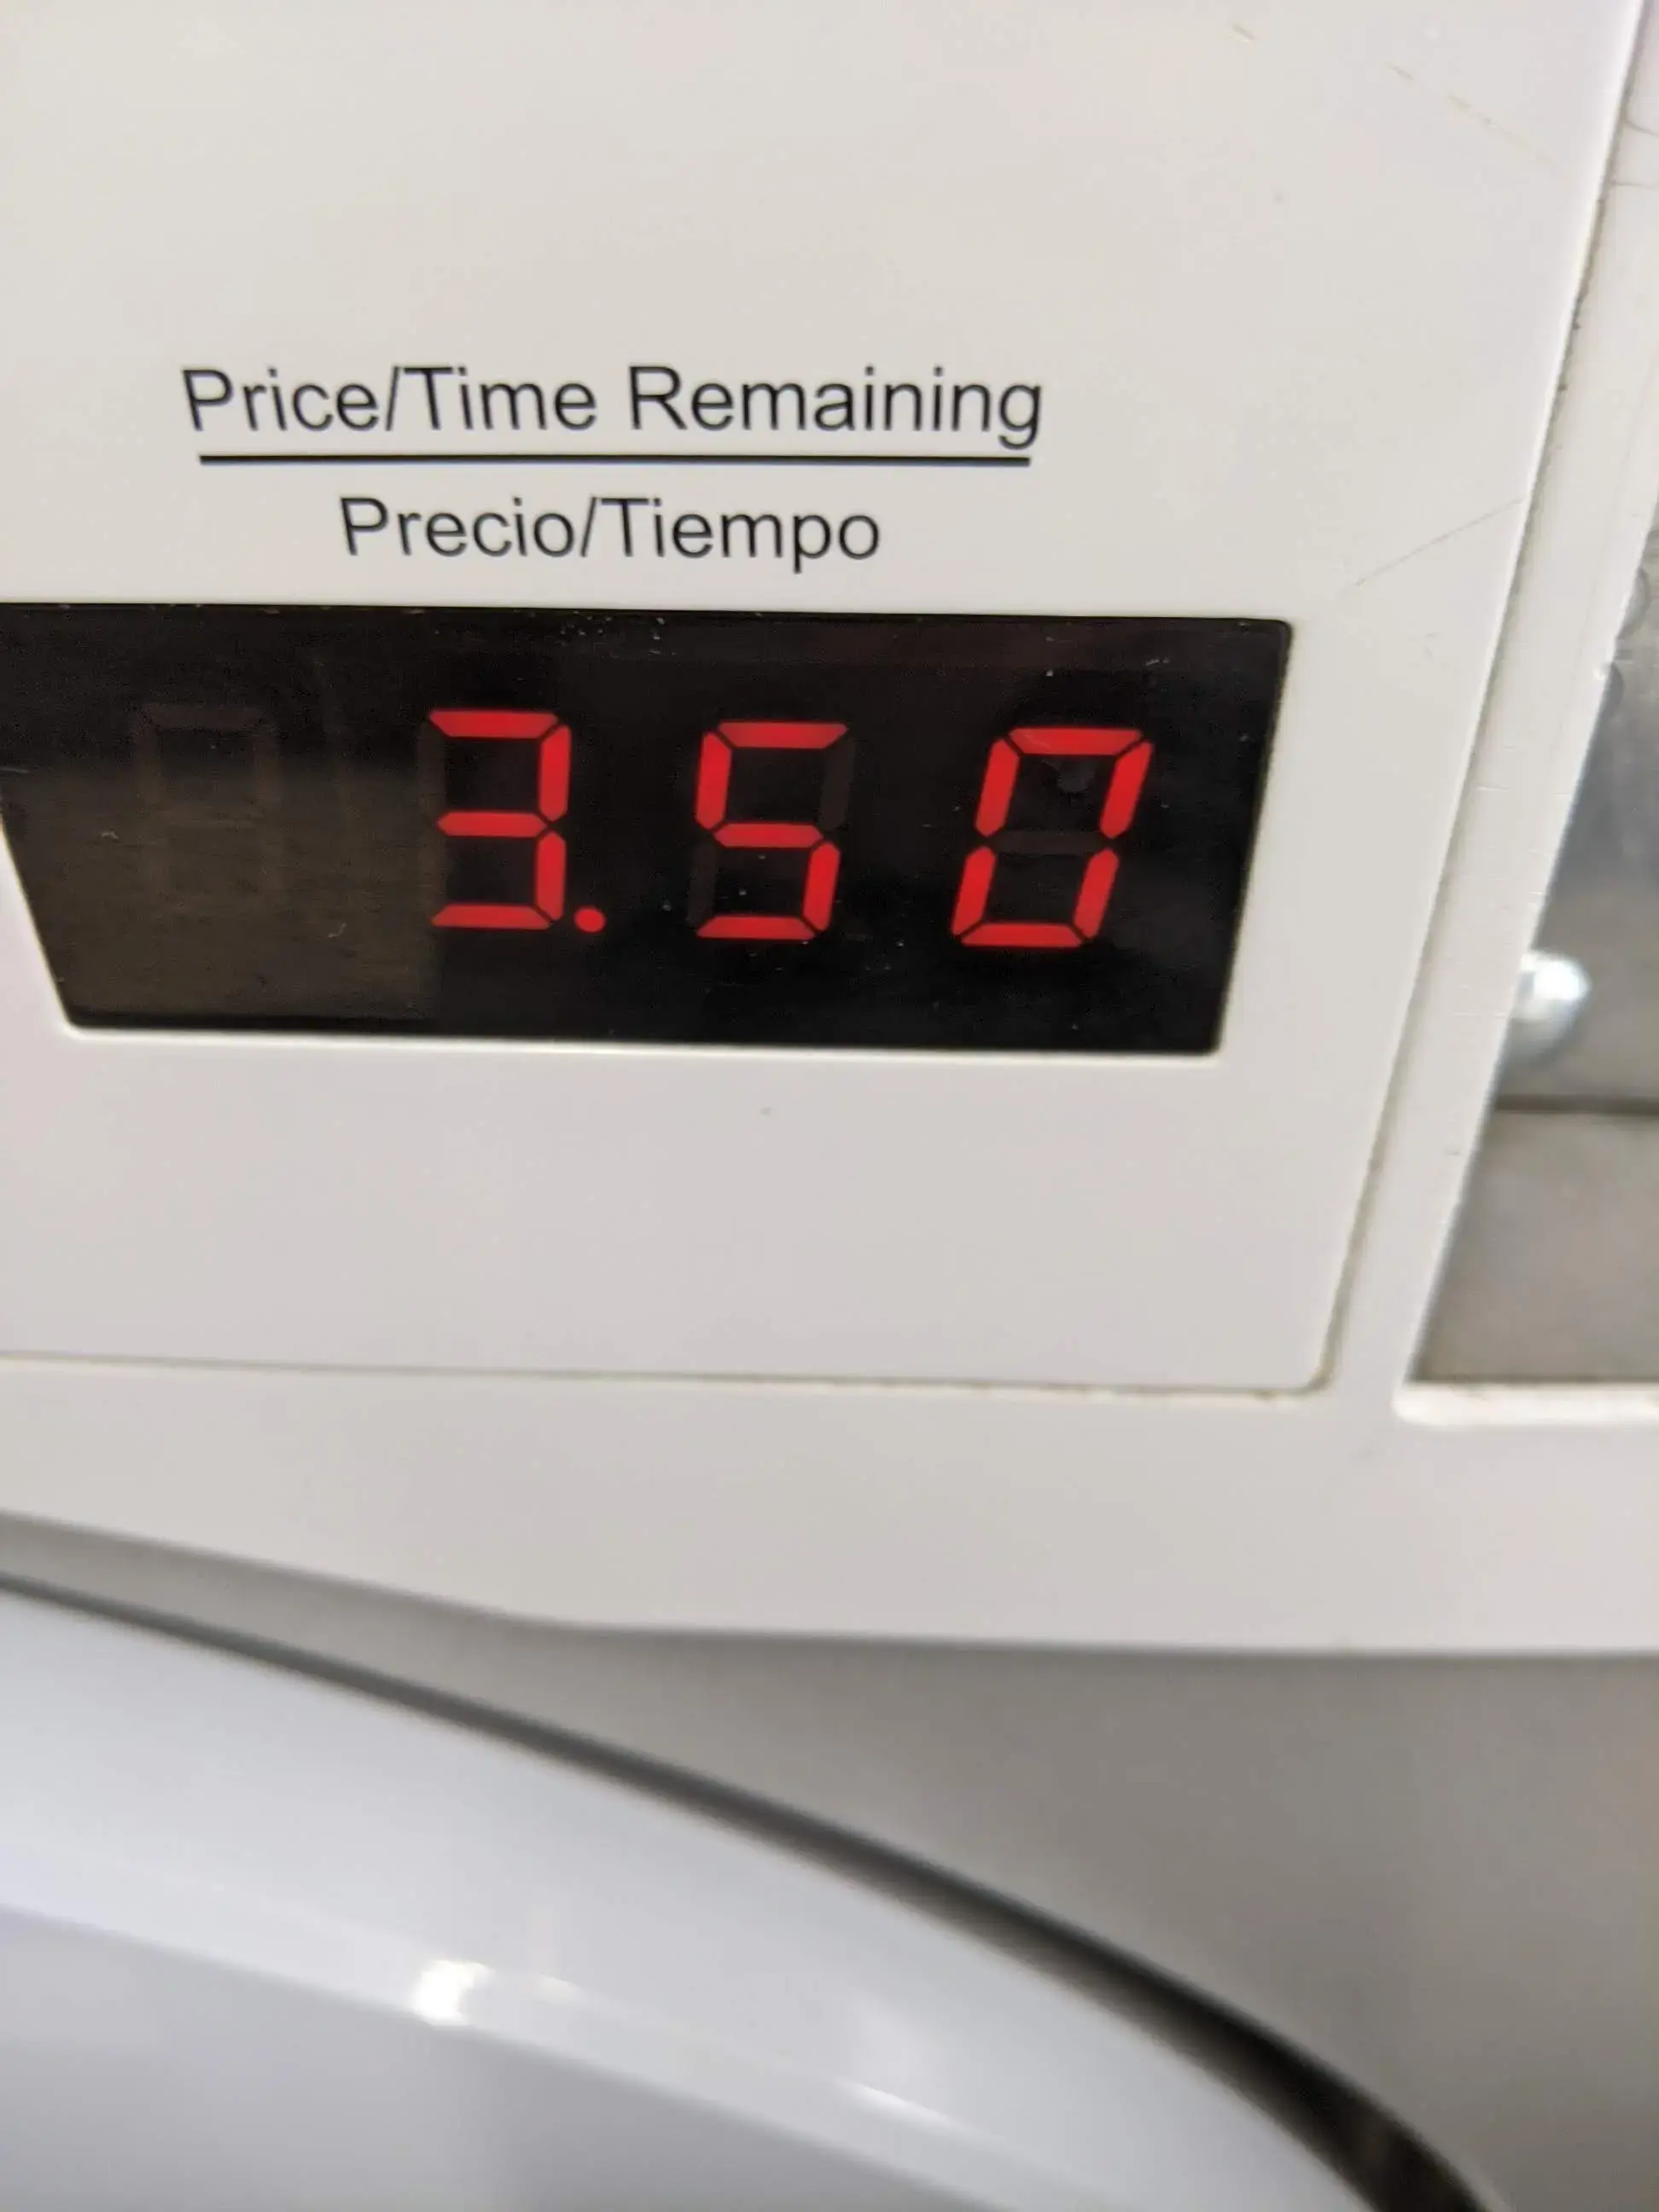 Price/Time Remaining
Precio/Tiempo
3.50